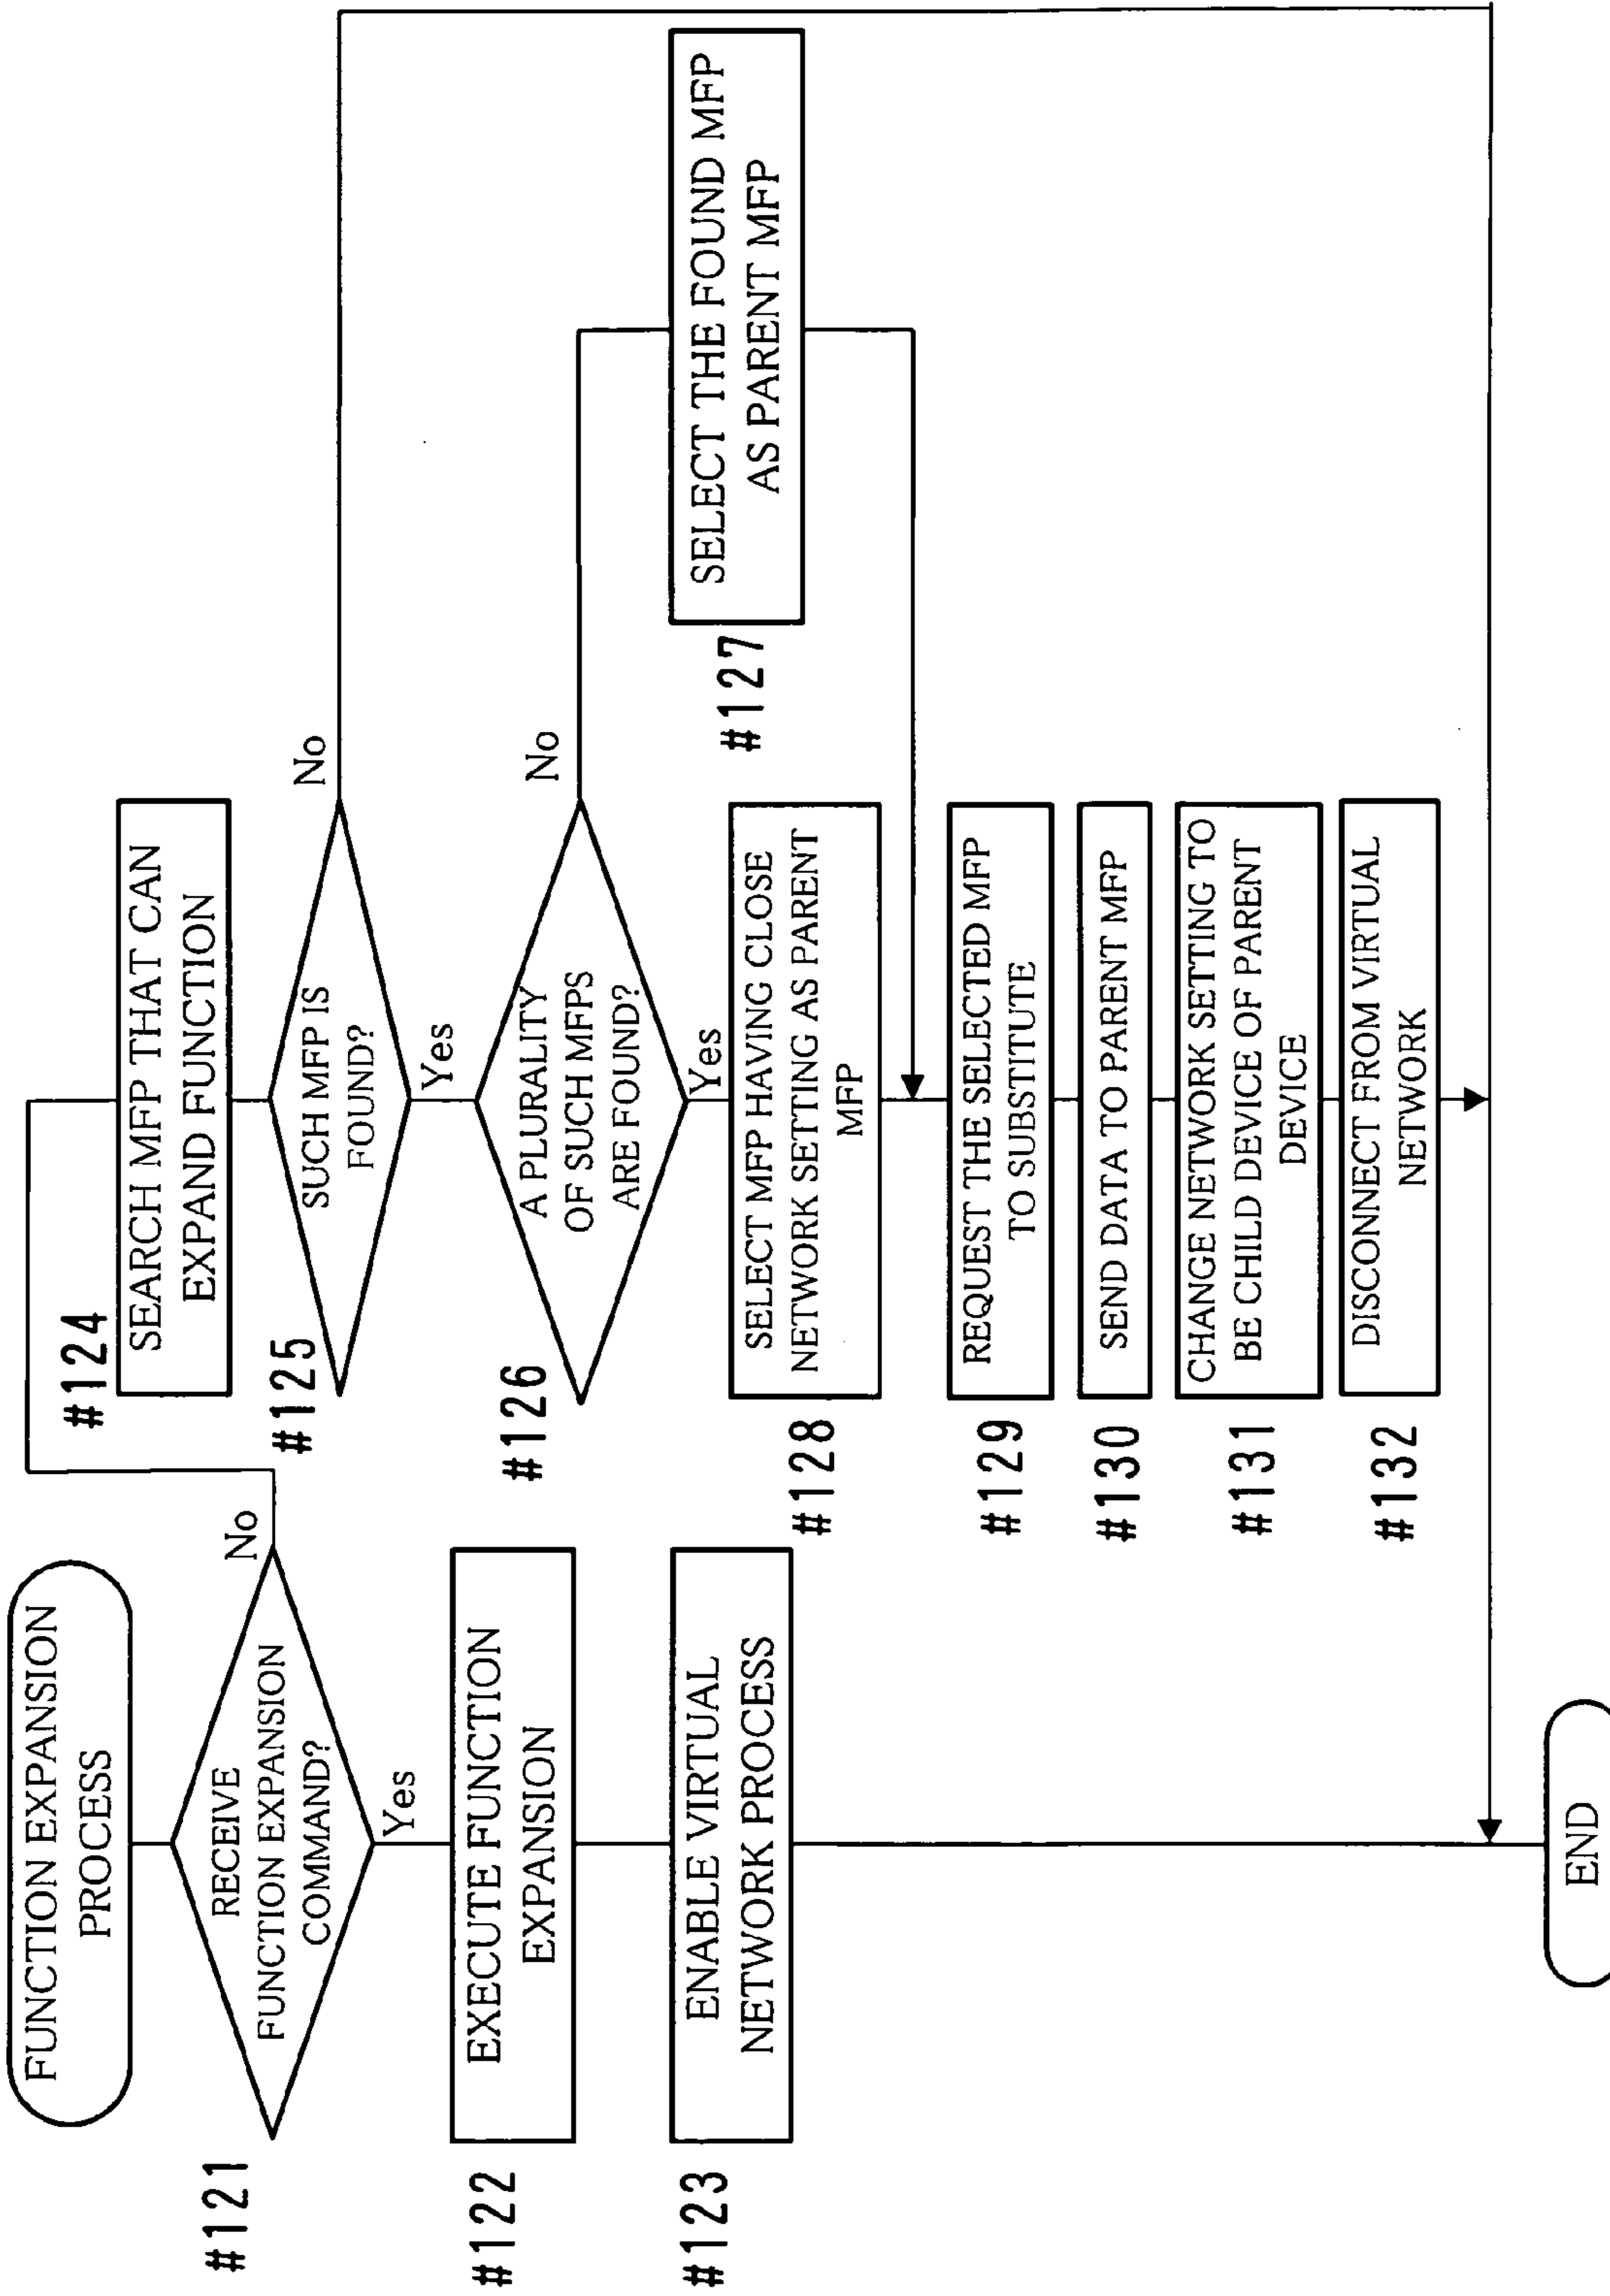 FUNCTION EXPANSION
PROCESS
#121
RECEIVE
FUNCTION EXPANSION
COMMAND?
No
Yes
#122
EXECUTE FUNCTION
EXPANSION
#123
ENABLE VIRTUAL
NETWORK PROCESS
END
#124
SEARCH MFP THAT CAN
EXPAND FUNCTION
#125
SUCH MFP IS
FOUND?
No
Yes
#126
A PLURALITY
OF SUCH MFPS
ARE FOUND?
No
Yes
#127
SELECT THE FOUND MFP
AS PARENT MFP
#128
SELECT MFP HAVING CLOSE
NETWORK SETTING AS PARENT
MFP
#129
REQUEST THE SELECTED MFP
TO SUBSTITUTE
#130
SEND DATA TO PARENT MFP
#131
CHANGE NETWORK SETTING TO
BE CHILD DEVICE OF PARENT
DEVICE
#132
DISCONNECT FROM VIRTUAL
NETWORK